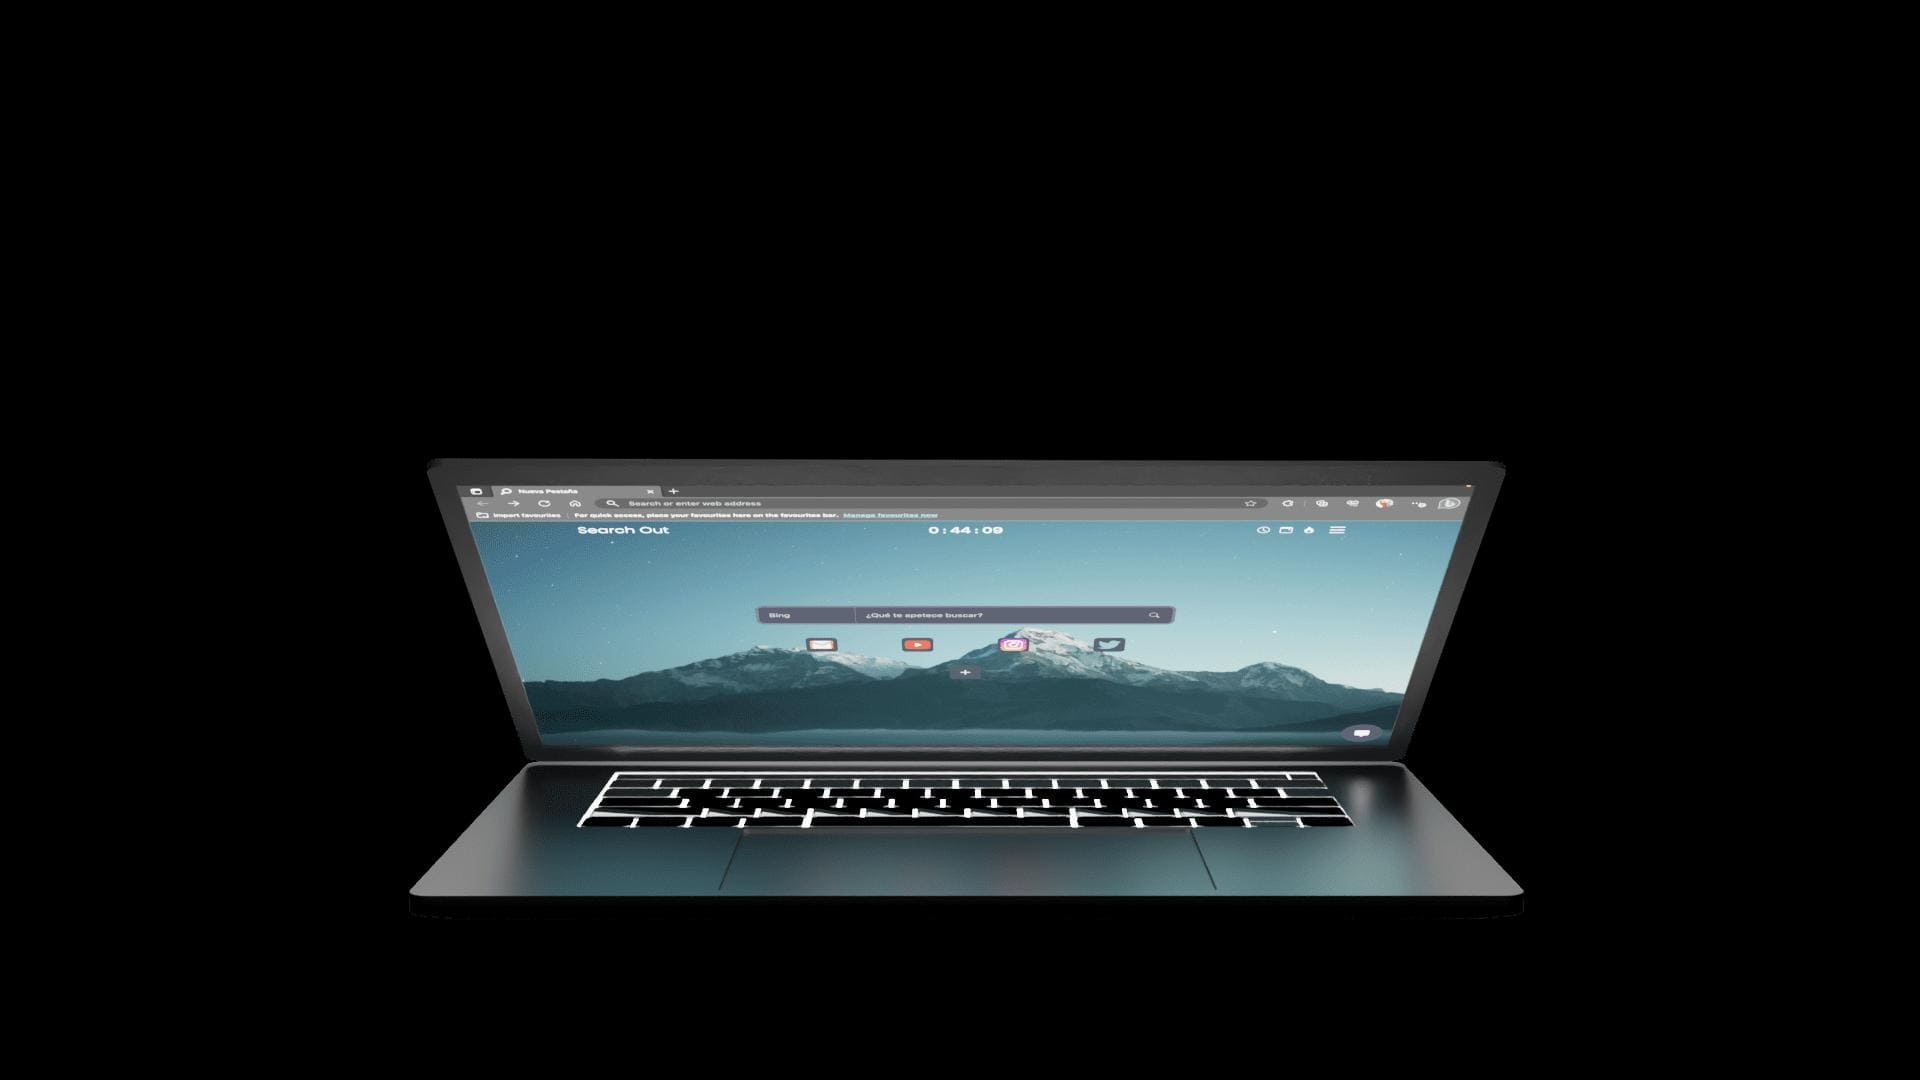 Nueva Pestaña
Search or enter web address
Import favourites | For quick access, place your favourites here on the favourites bar. Manage favourites now
Search Out
0:44:09
Bing
¿Qué te apetece buscar?